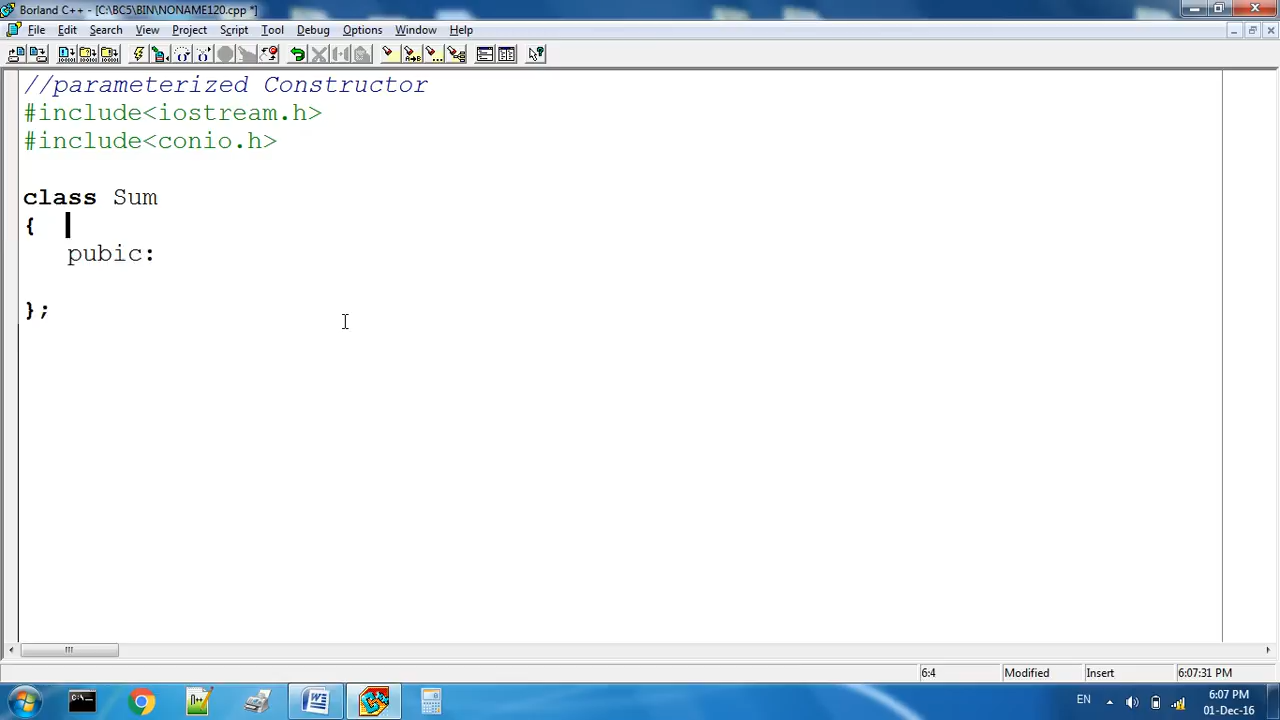 Borland C++ - [C:\BC5\BIN\NONAME120.cpp *]
File Edit Search View Project Script Tool Debug Options Window Help
//parameterized Constructor
#include<iostream.h>
#include<conio.h>
class Sum
{
pubic:
};
6:4 Modified Insert 6:07:31 PM
EN 6:07 PM
01-Dec-16